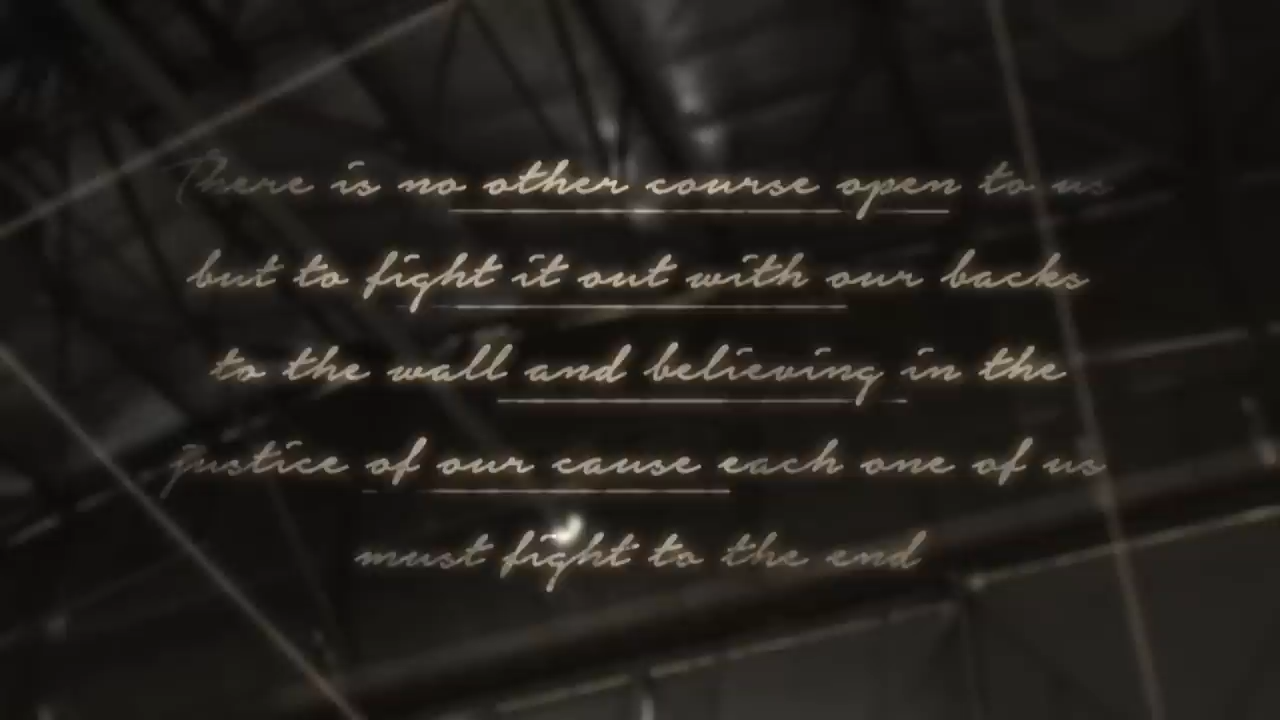 There is no other course open to us
but to fight it out with our backs
to the wall and believing in the
justice of our cause each one of us
must fight to the end